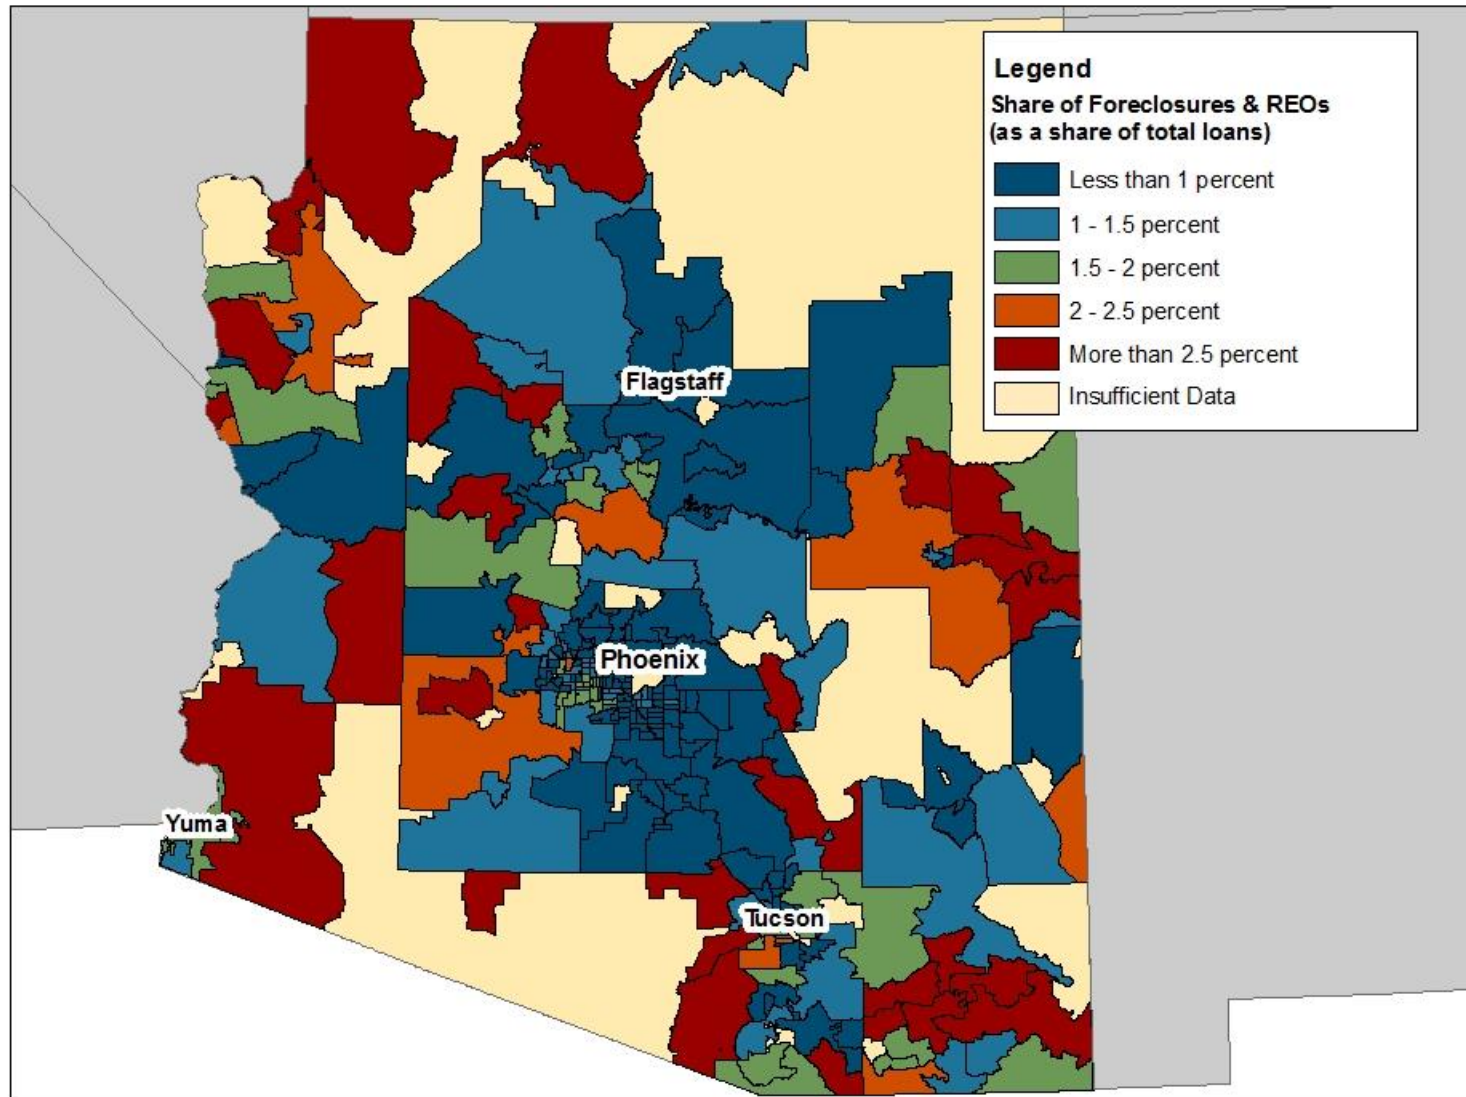 Legend
Share of Foreclosures & REOs
(as a share of total loans)
Less than 1 percent
1 - 1.5 percent
1.5 - 2 percent
2 - 2.5 percent
More than 2.5 percent
Insufficient Data
Flagstaff
Phoenix
Yuma
Tucson